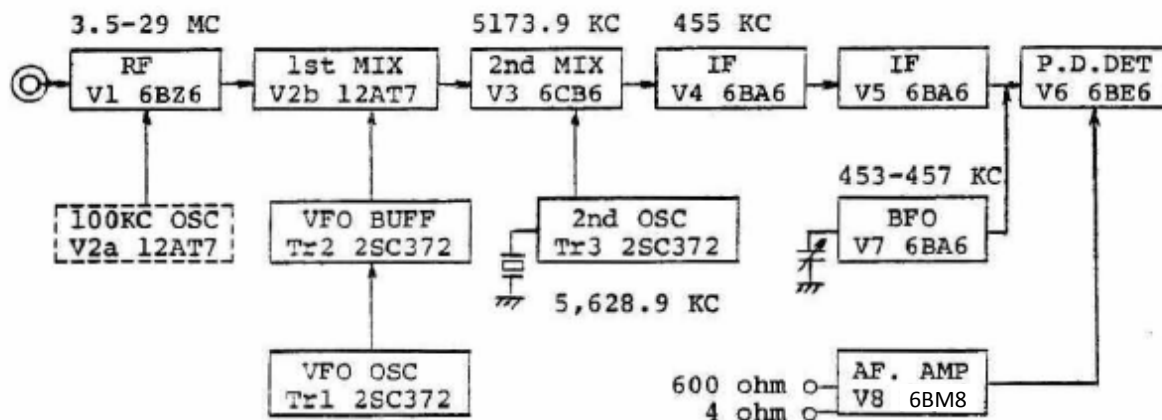 3.5-29 MC
5173.9 KC
455 KC
RF
V1 6BZ6
1st MIX
V2b 12AT7
2nd MIX
V3 6CB6
IF
V4 6BA6
IF
V5 6BA6
P.D.DET
V6 6BE6
453-457 KC
100KC OSC
V2a 12AT7
VFO BUFF
Tr2 2SC372
2nd OSC
Tr3 2SC372
BFO
V7 6BA6
5,628.9 KC
VFO OSC
Tr1 2SC372
600 ohm
4 ohm
AF. AMP
V8 6BM8